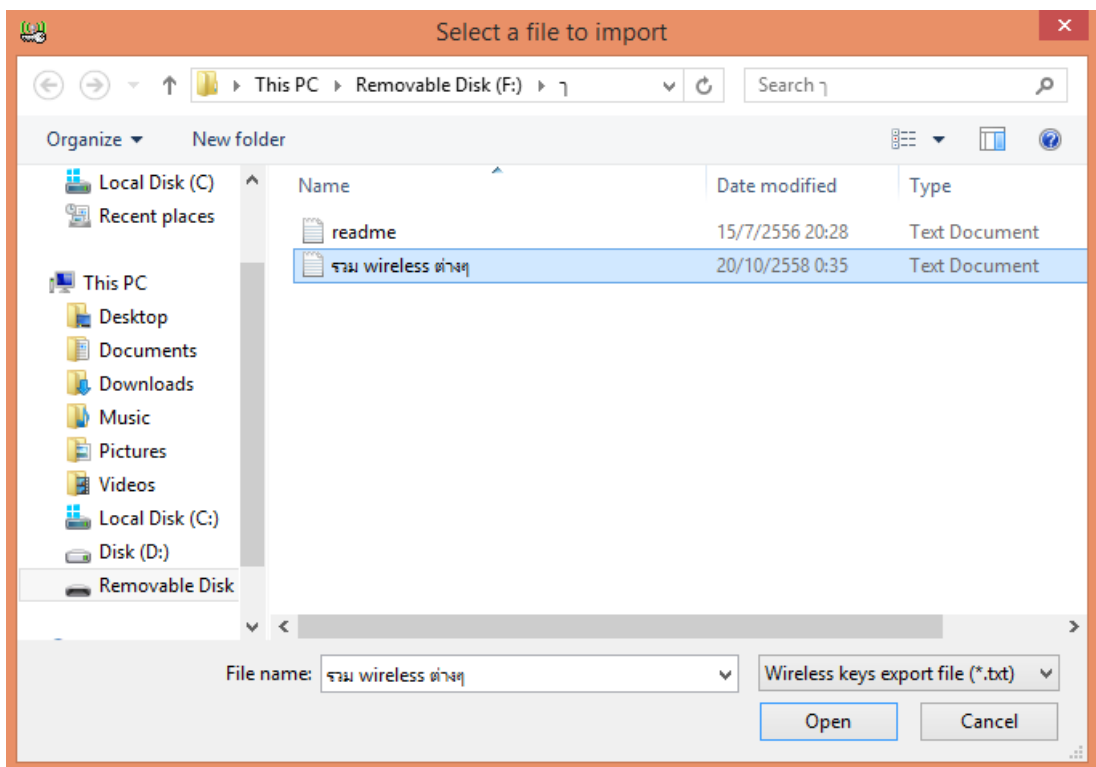 Select a file to import
This PC
Removable Disk (F:)
ๅ
Search ๅ
Organize
New folder
Local Disk (C)
Recent places
This PC
Desktop
Documents
Downloads
Music
Pictures
Videos
Local Disk (C:)
Disk (D:)
Removable Disk
Name Date modified Type
readme 15/7/2556 20:28 Text Document
รวม wireless ต่างๆ 20/10/2558 0:35 Text Document
File name: รวม wireless ต่างๆ
Wireless keys export file (*.txt)
Open
Cancel